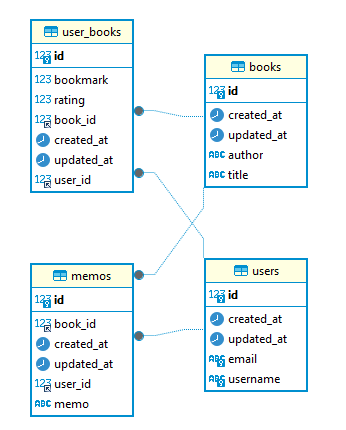 user_books
123 id
123 bookmark
123 rating
123 book_id
created_at
updated_at
123 user_id
books
123 id
created_at
updated_at
ABC author
ABC title
memos
123 id
123 book_id
created_at
updated_at
123 user_id
ABC memo
users
123 id
created_at
updated_at
ABC email
ABC username